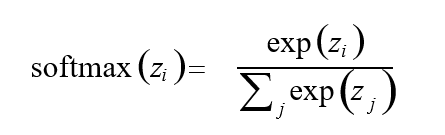 softmax(z_i)= exp(z_i) / ∑_j exp(z_j)